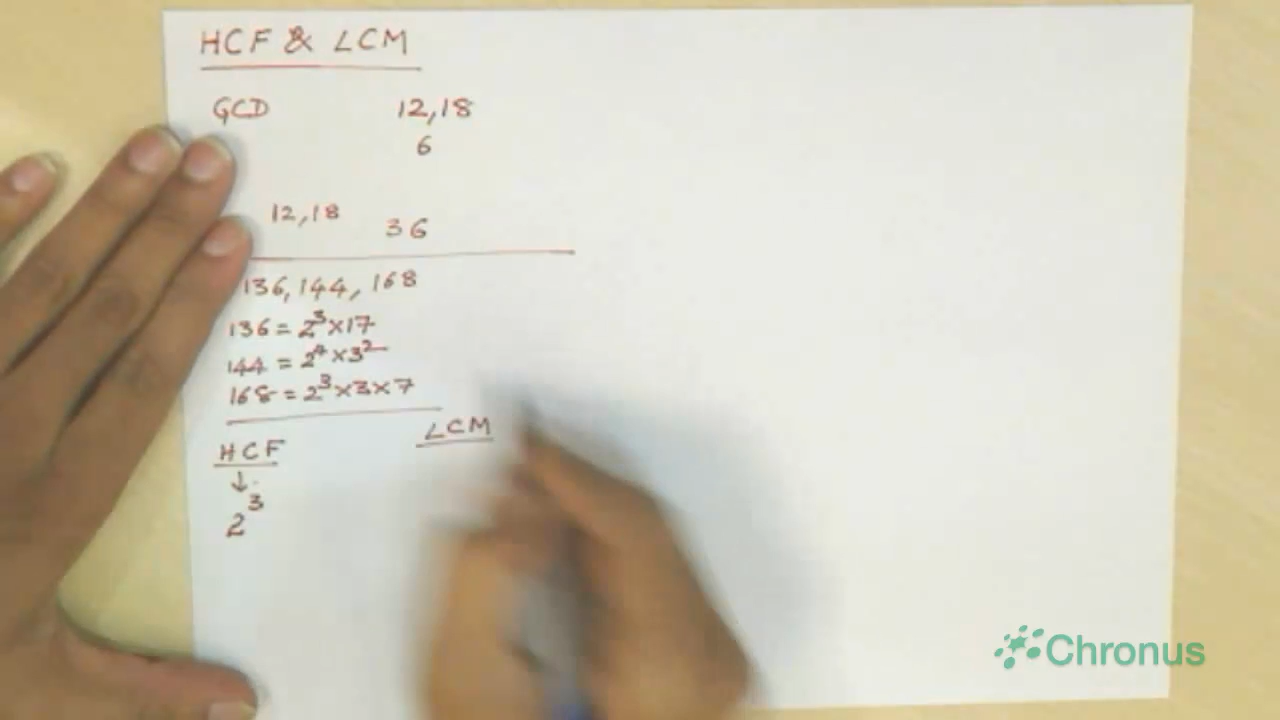 HCF & LCM
GCD 12,18
6
12,18 36
136, 144, 168
136 = 2³×17
144 = 2⁴×3²
168 = 2³×3×7
HCF LCM
↓
2³
Chronus